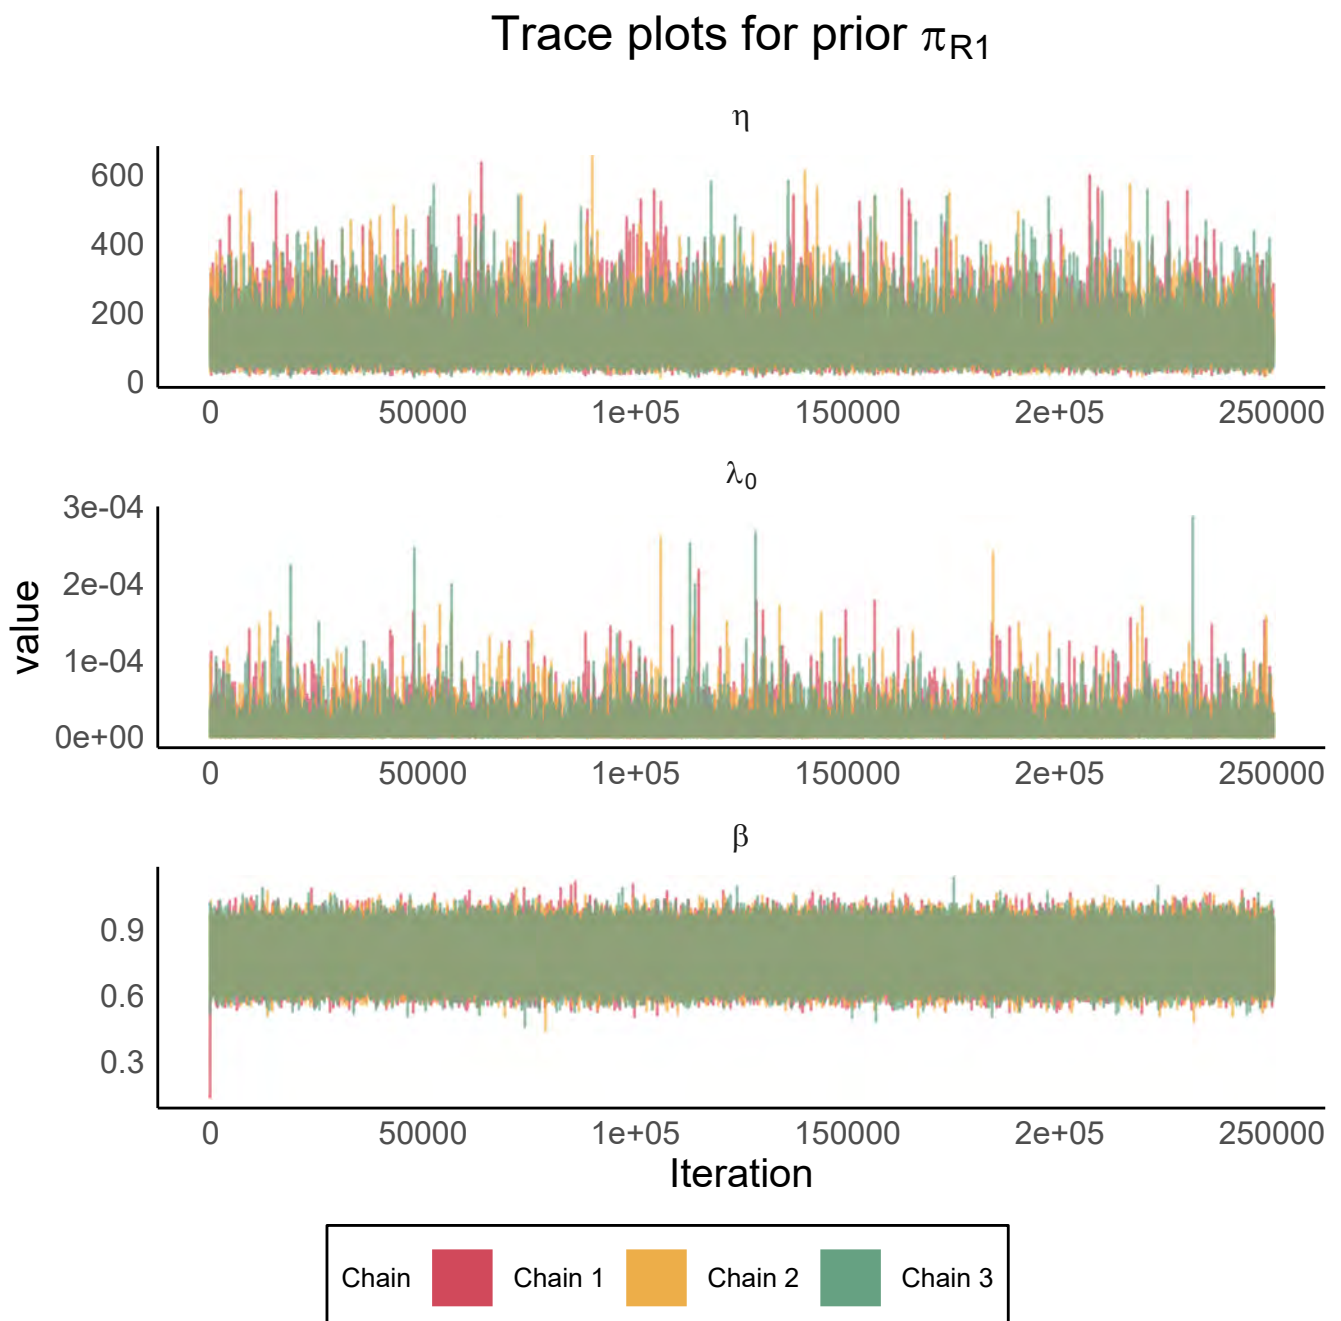 Trace plots for prior π_R1
η
600
400
200
0
0 50000 1e+05 150000 2e+05 250000
λ_0
3e-04
2e-04
1e-04
0e+00
0 50000 1e+05 150000 2e+05 250000
value
β
0.9
0.6
0.3
0 50000 1e+05 150000 2e+05 250000
Iteration
Chain Chain 1 Chain 2 Chain 3